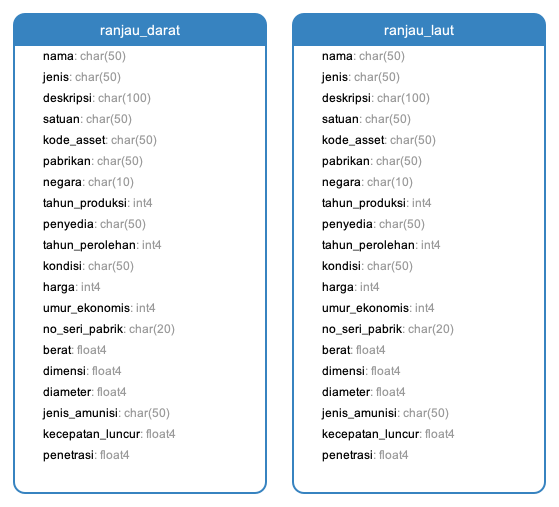 ranjau_darat
nama: char(50)
jenis: char(50)
deskripsi: char(100)
satuan: char(50)
kode_asset: char(50)
pabrikan: char(50)
negara: char(10)
tahun_produksi: int4
penyedia: char(50)
tahun_perolehan: int4
kondisi: char(50)
harga: int4
umur_ekonomis: int4
no_seri_pabrik: char(20)
berat: float4
dimensi: float4
diameter: float4
jenis_amunisi: char(50)
kecepatan_luncur: float4
penetrasi: float4
ranjau_laut
nama: char(50)
jenis: char(50)
deskripsi: char(100)
satuan: char(50)
kode_asset: char(50)
pabrikan: char(50)
negara: char(10)
tahun_produksi: int4
penyedia: char(50)
tahun_perolehan: int4
kondisi: char(50)
harga: int4
umur_ekonomis: int4
no_seri_pabrik: char(20)
berat: float4
dimensi: float4
diameter: float4
jenis_amunisi: char(50)
kecepatan_luncur: float4
penetrasi: float4